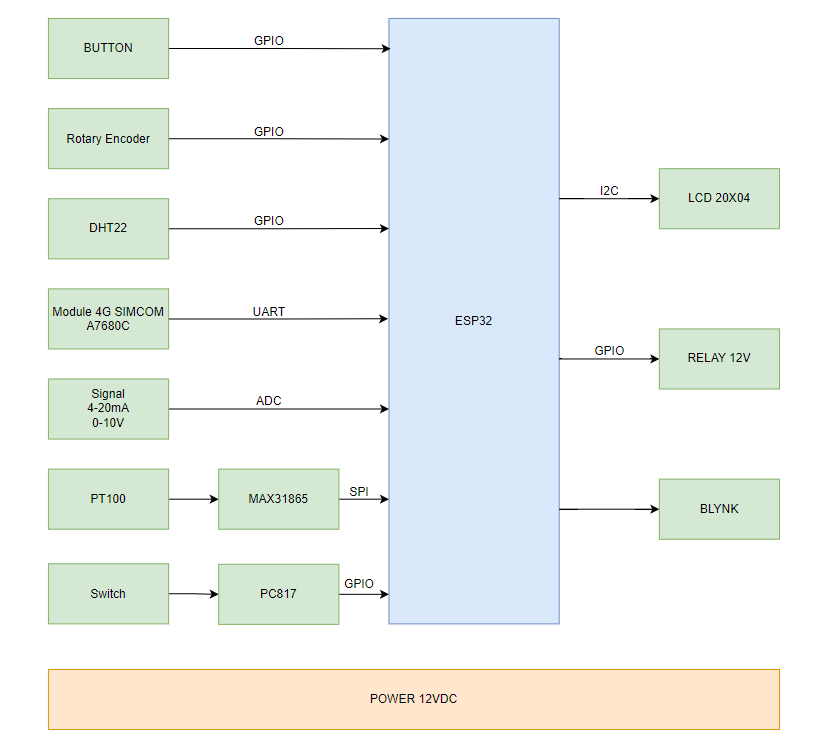 BUTTON
GPIO
Rotary Encoder
GPIO
DHT22
GPIO
Module 4G SIMCOM
A7680C
UART
Signal
4-20mA
0-10V
ADC
PT100
MAX31865
SPI
Switch
PC817
GPIO
ESP32
I2C
LCD 20X04
GPIO
RELAY 12V
BLYNK
POWER 12VDC